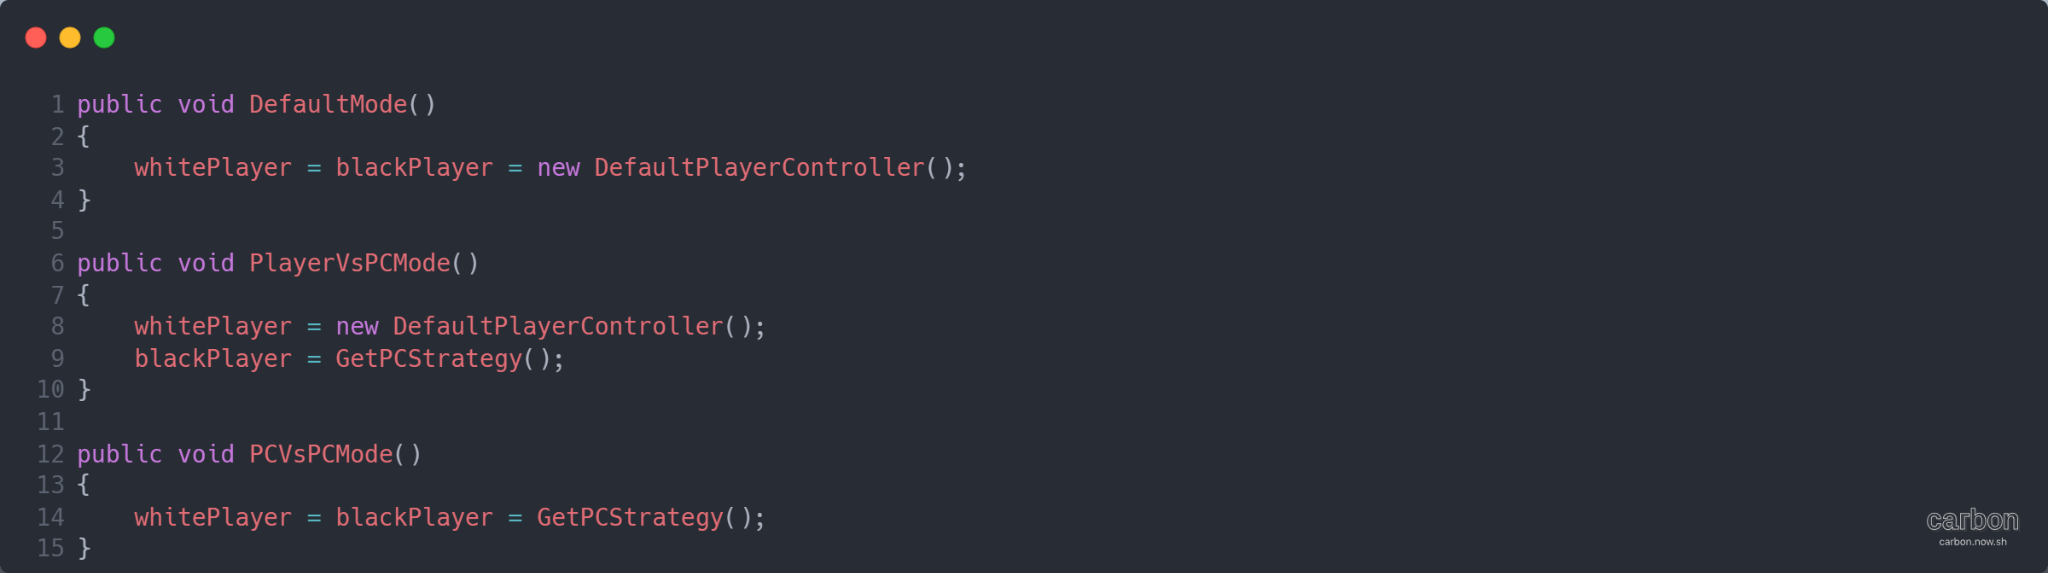 1 public void DefaultMode()
2 {
3     whitePlayer = blackPlayer = new DefaultPlayerController();
4 }
5
6 public void PlayerVsPCMode()
7 {
8     whitePlayer = new DefaultPlayerController();
9     blackPlayer = GetPCStrategy();
10 }
11
12 public void PCVsPCMode()
13 {
14     whitePlayer = blackPlayer = GetPCStrategy();
15 }
carbon
carbon.now.sh